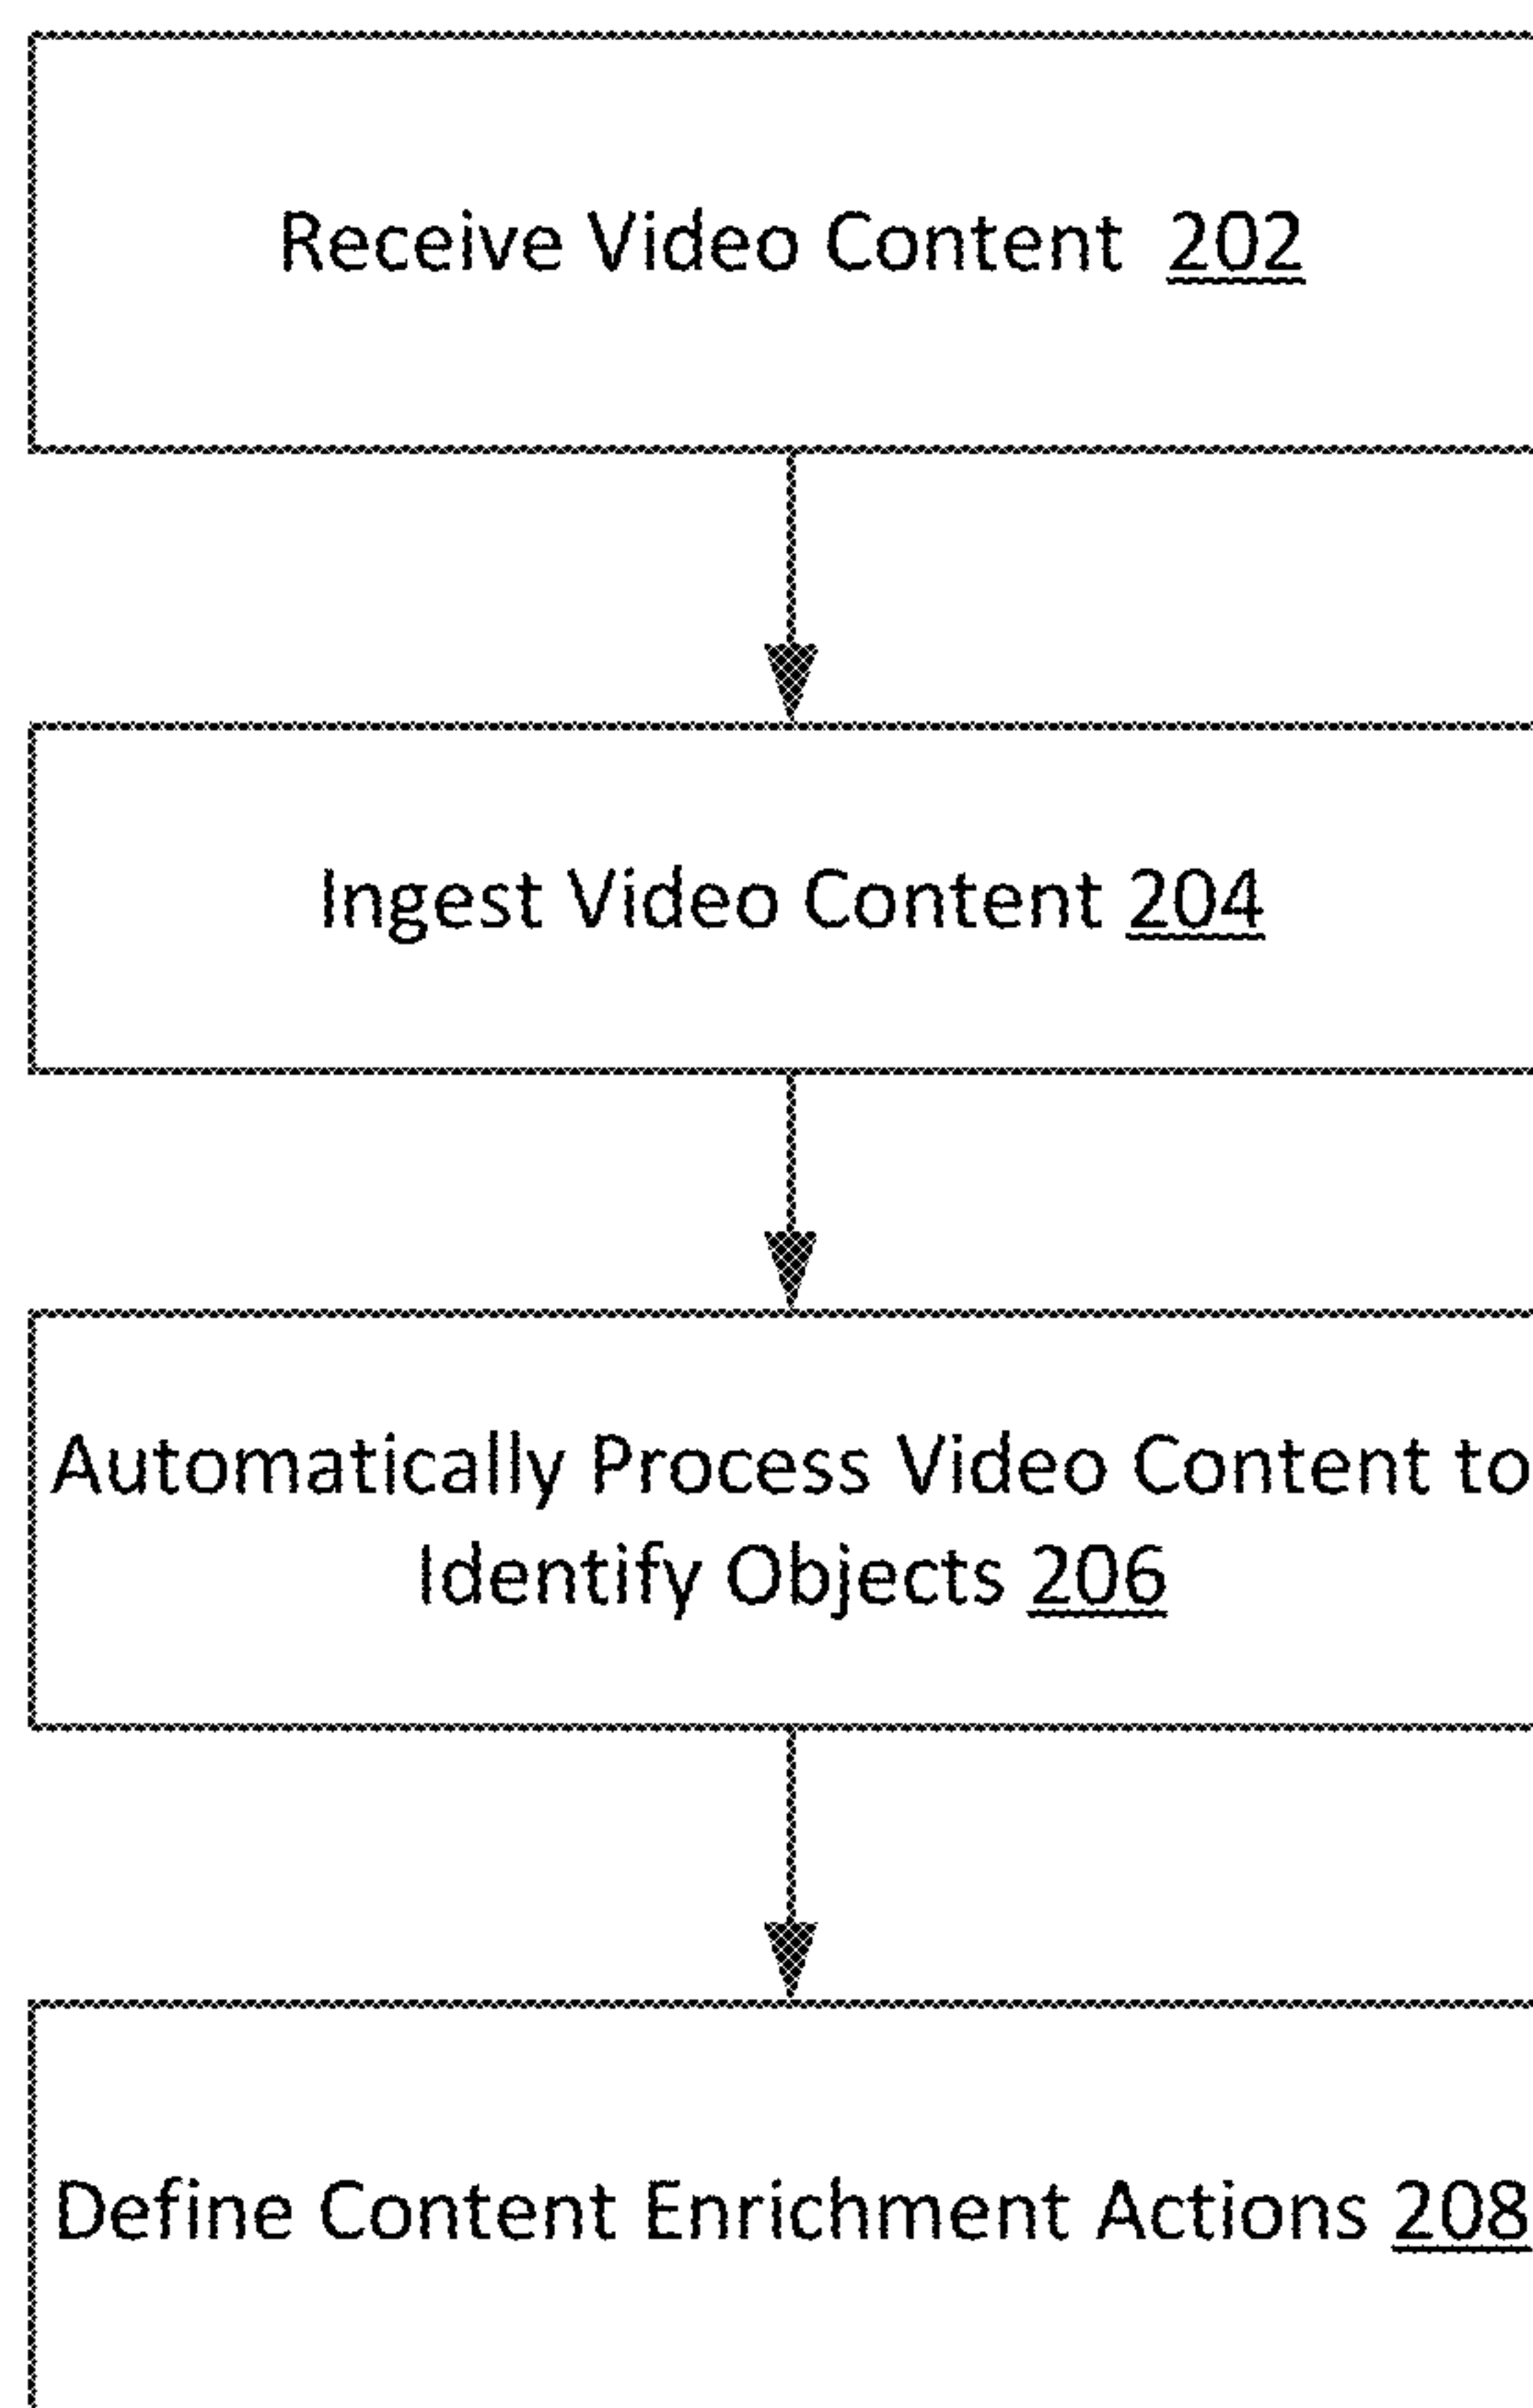 Receive Video Content 202
Ingest Video Content 204
Automatically Process Video Content to
Identify Objects 206
Define Content Enrichment Actions 208